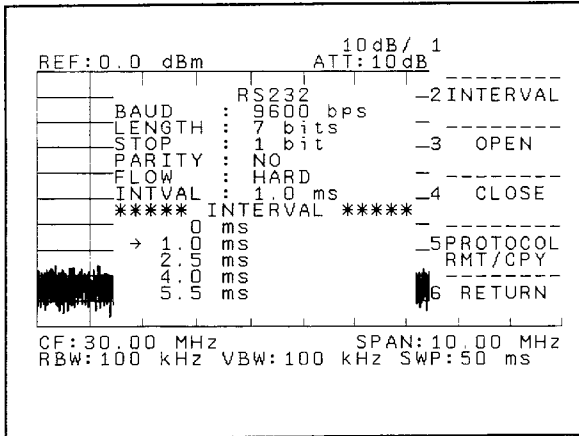 10dB/ 1
REF:0.0 dBm ATT:10dB
RS232
BAUD : 9600 bps
LENGTH : 7 bits
STOP : 1 bit
PARITY : NO
FLOW : HARD
INTVAL : 1.0 ms
***** INTERVAL *****
0 ms
→ 1.0 ms
2.5 ms
4.0 ms
5.5 ms
2 INTERVAL
3 OPEN
4 CLOSE
5 PROTOCOL
RMT/CPY
6 RETURN
CF:30.00 MHz SPAN:10.00 MHz
RBW:100 kHz VBW:100 kHz SWP:50 ms